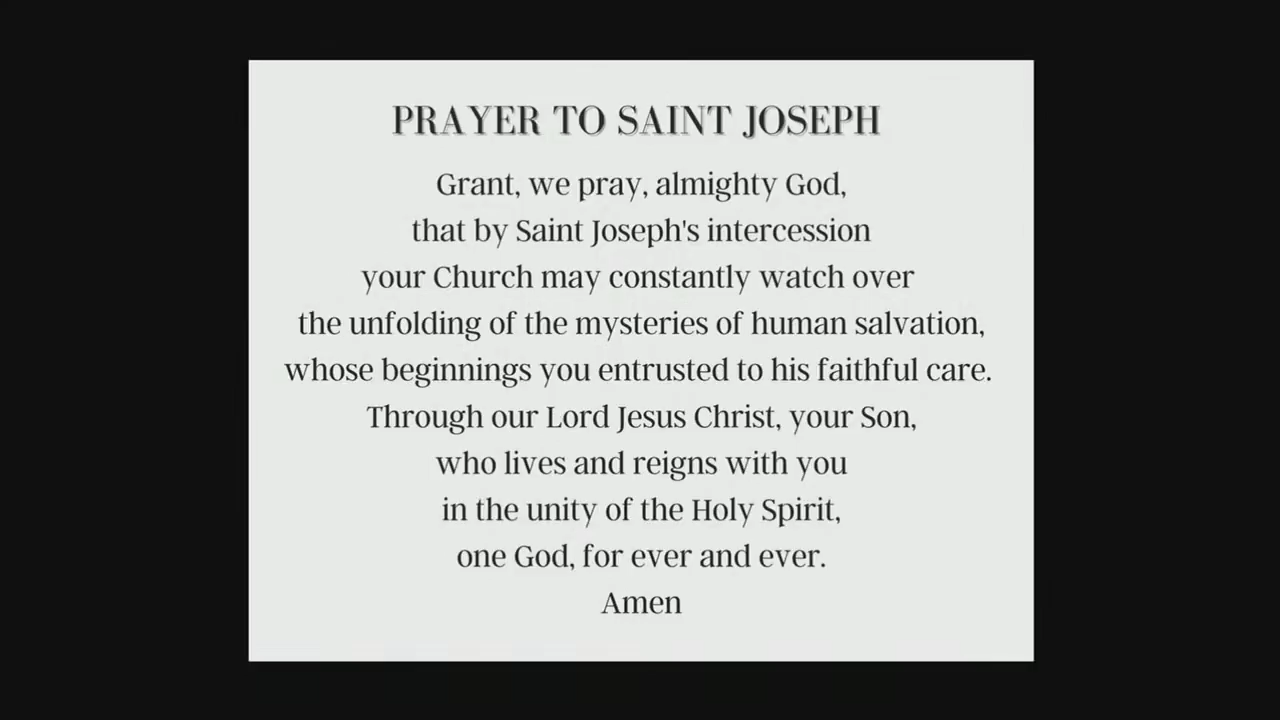 PRAYER TO SAINT JOSEPH
Grant, we pray, almighty God,
that by Saint Joseph's intercession
your Church may constantly watch over
the unfolding of the mysteries of human salvation,
whose beginnings you entrusted to his faithful care.
Through our Lord Jesus Christ, your Son,
who lives and reigns with you
in the unity of the Holy Spirit,
one God, for ever and ever.
Amen